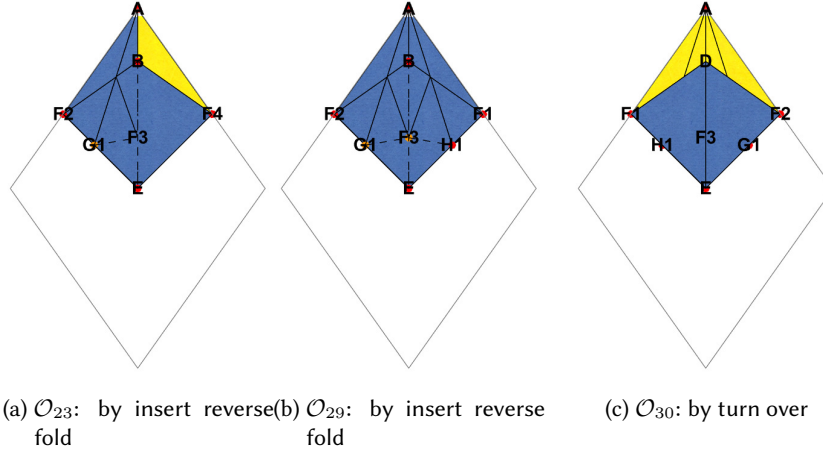 A
B
F2
F4
G1
F3
E
A
B
F2
F1
G1
F3
H1
E
A
D
F1
F2
H1
F3
G1
E
(a) 𝒪₂₃: by insert reverse
fold
(b) 𝒪₂₉: by insert reverse
fold
(c) 𝒪₃₀: by turn over